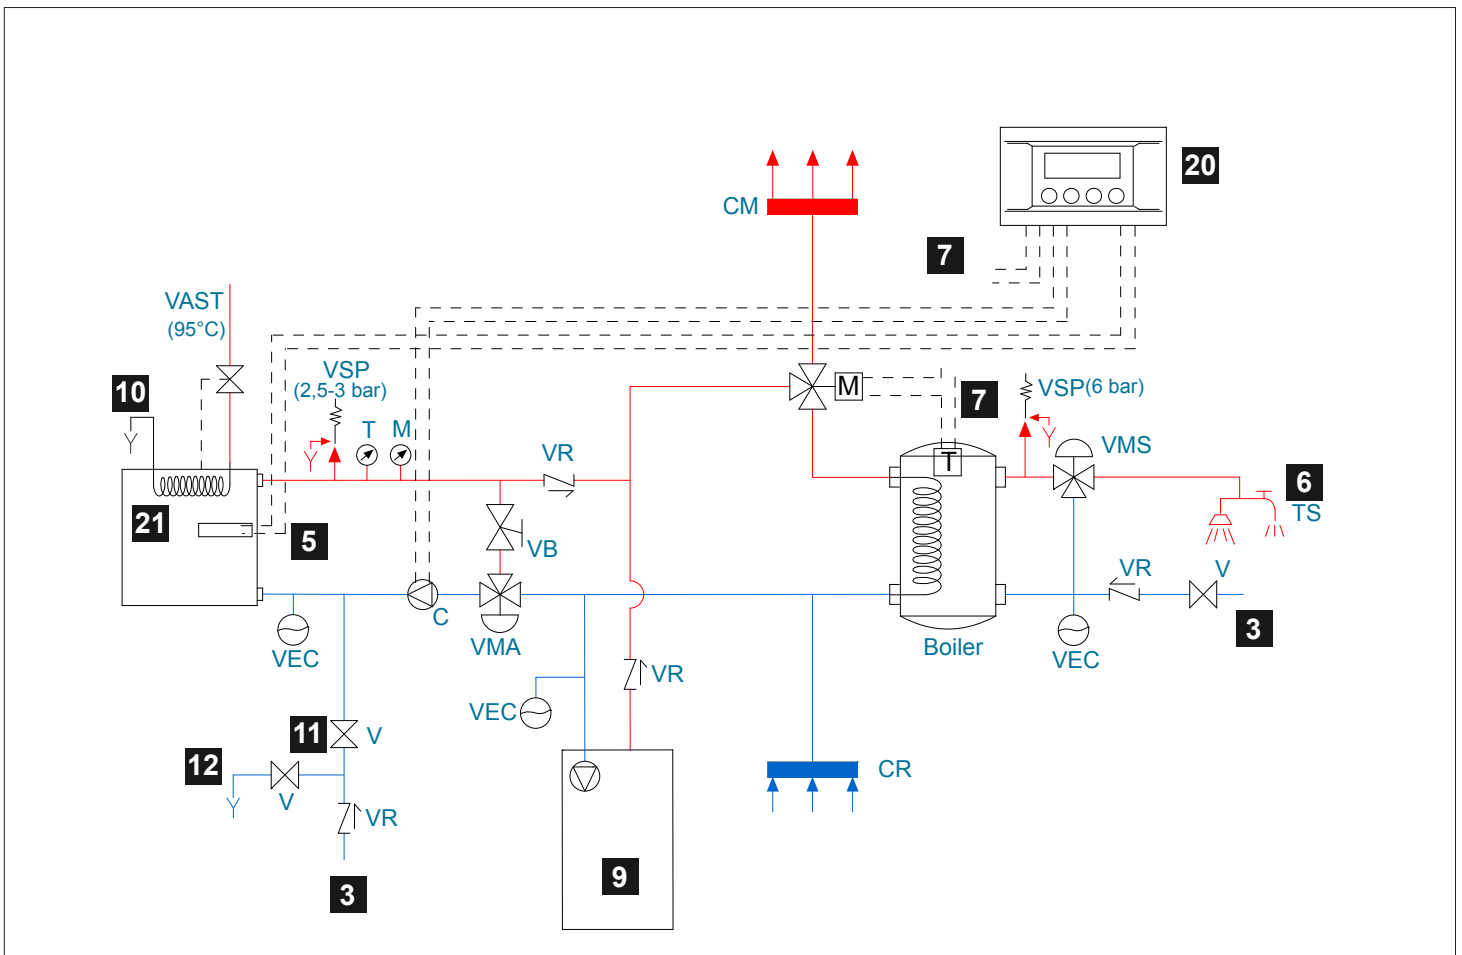 20
CM
7
VAST
(95°C)
VSP
(2,5-3 bar)
10
M
7
VSP(6 bar)
T
M
VR
VMS
T
6
TS
21
5
VB
VR
V
C
VMA
3
VEC
Boiler
VEC
VR
VEC
11
V
12
CR
V
VR
9
3